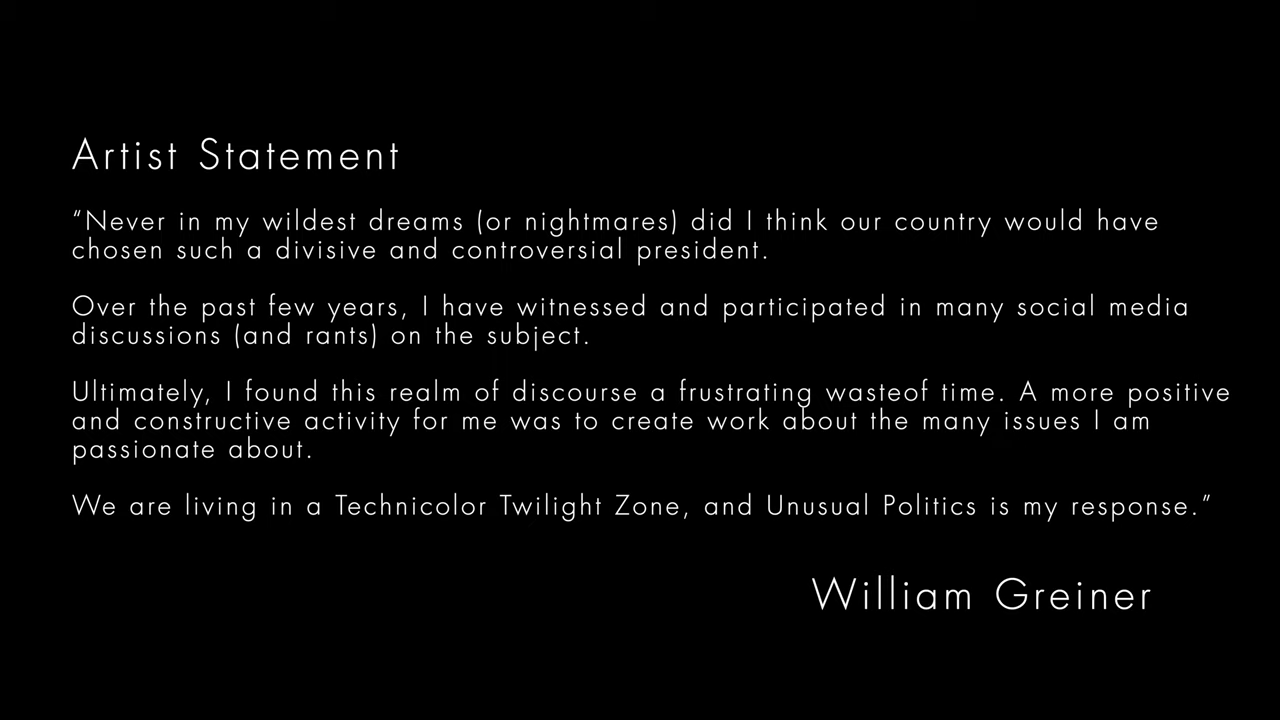 Artist Statement
“Never in my wildest dreams (or nightmares) did I think our country would have
chosen such a divisive and controversial president.
Over the past few years, I have witnessed and participated in many social media
discussions (and rants) on the subject.
Ultimately, I found this realm of discourse a frustrating wasteof time. A more positive
and constructive activity for me was to create work about the many issues I am
passionate about.
We are living in a Technicolor Twilight Zone, and Unusual Politics is my response.”
William Greiner